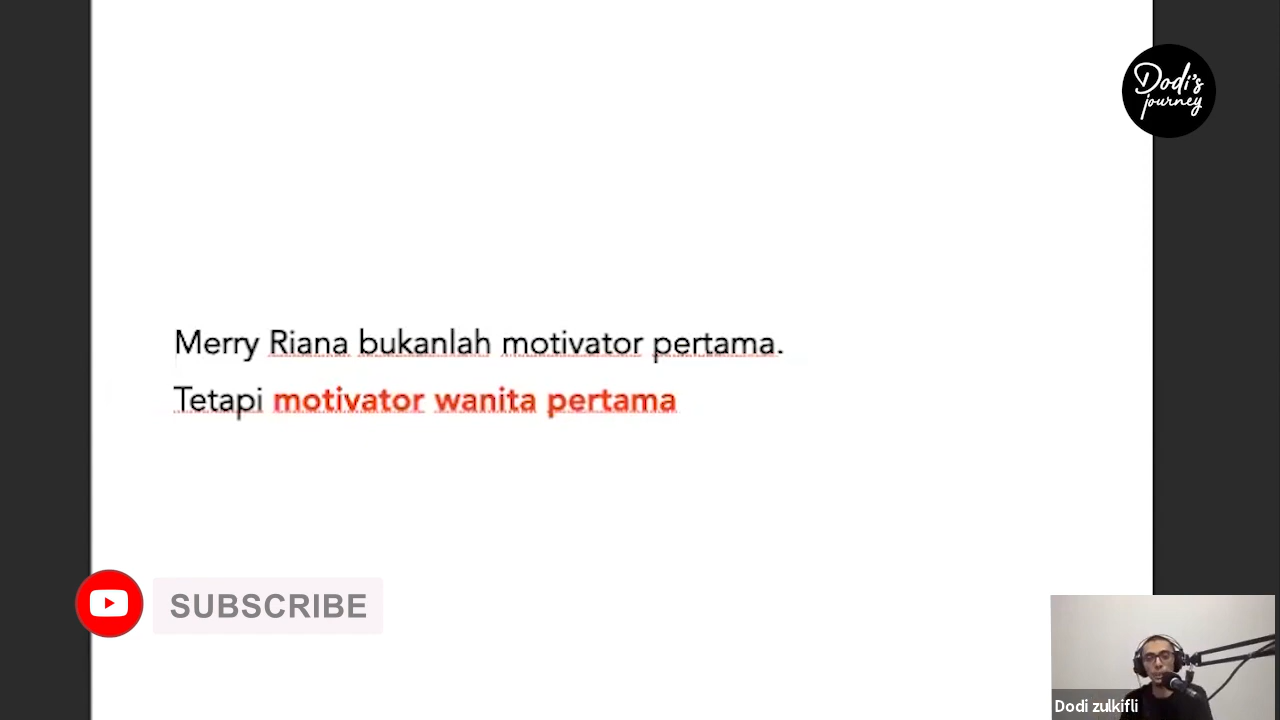 Dodi's
journey
Merry Riana bukanlah motivator pertama.
Tetapi motivator wanita pertama
SUBSCRIBE
Dodi zulkifli